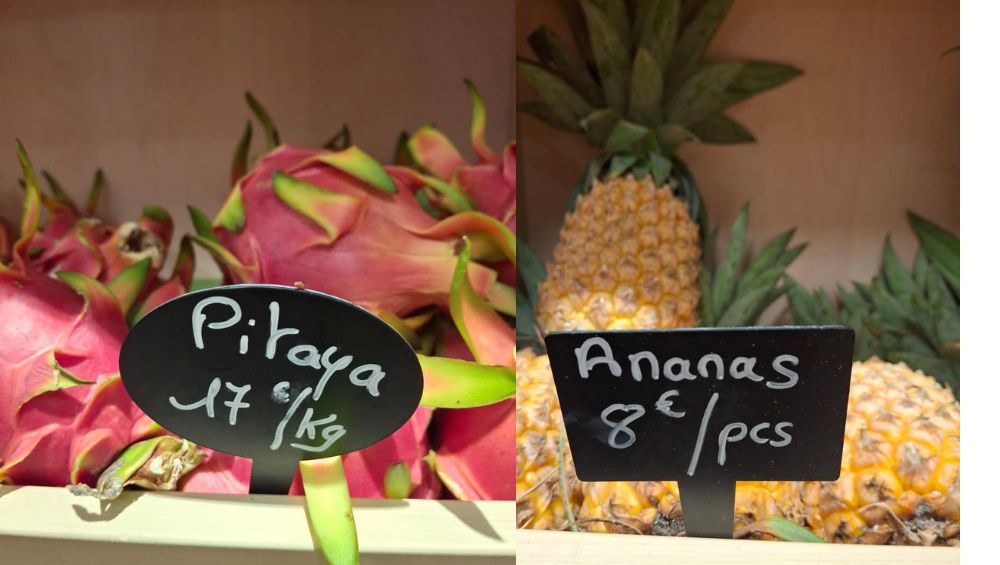 Pitaya
17€/Kg
Ananas
8€/pcs